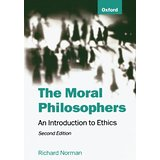 Oxford
The Moral
Philosophers
An Introduction to Ethics
Second Edition
Richard Norman